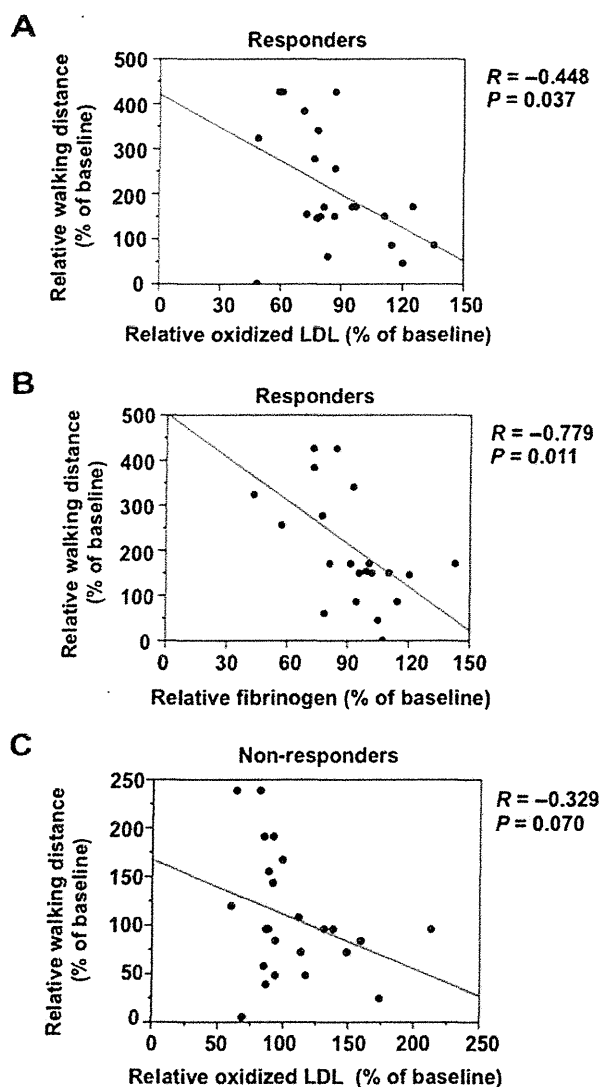 A
Responders
R = −0.448
P = 0.037
500
400
300
200
100
0
Relative walking distance
(% of baseline)
0 30 60 90 120 150
Relative oxidized LDL (% of baseline)
B
Responders
R = −0.779
P = 0.011
500
400
300
200
100
0
Relative walking distance
(% of baseline)
0 30 60 90 120 150
Relative fibrinogen (% of baseline)
C
Non-responders
R = −0.329
P = 0.070
250
200
150
100
50
0
Relative walking distance
(% of baseline)
0 50 100 150 200 250
Relative oxidized LDL (% of baseline)